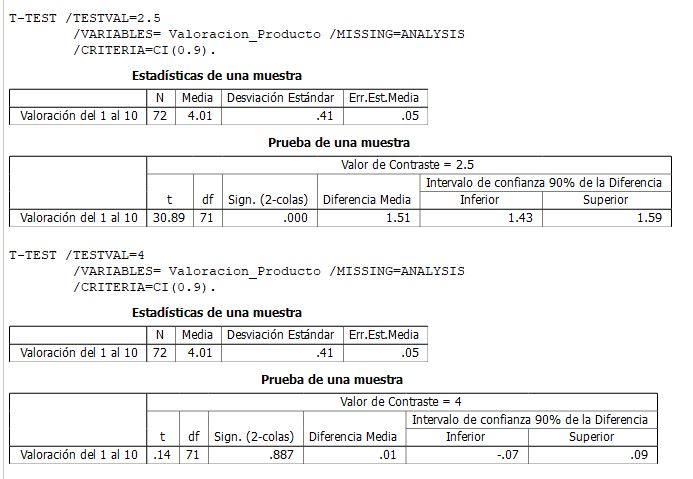 T-TEST /TESTVAL=2.5
/VARIABLES= Valoracion_Producto /MISSING=ANALYSIS
/CRITERIA=CI(0.9).
Estadísticas de una muestra
N Media Desviación Estándar Err.Est.Media
Valoración del 1 al 10 72 4.01 .41 .05
Prueba de una muestra
Valor de Contraste = 2.5
Intervalo de confianza 90% de la Diferencia
t df Sign. (2-colas) Diferencia Media Inferior Superior
Valoración del 1 al 10 30.89 71 .000 1.51 1.43 1.59
T-TEST /TESTVAL=4
/VARIABLES= Valoracion_Producto /MISSING=ANALYSIS
/CRITERIA=CI(0.9).
Estadísticas de una muestra
N Media Desviación Estándar Err.Est.Media
Valoración del 1 al 10 72 4.01 .41 .05
Prueba de una muestra
Valor de Contraste = 4
Intervalo de confianza 90% de la Diferencia
t df Sign. (2-colas) Diferencia Media Inferior Superior
Valoración del 1 al 10 .14 71 .887 .01 -.07 .09